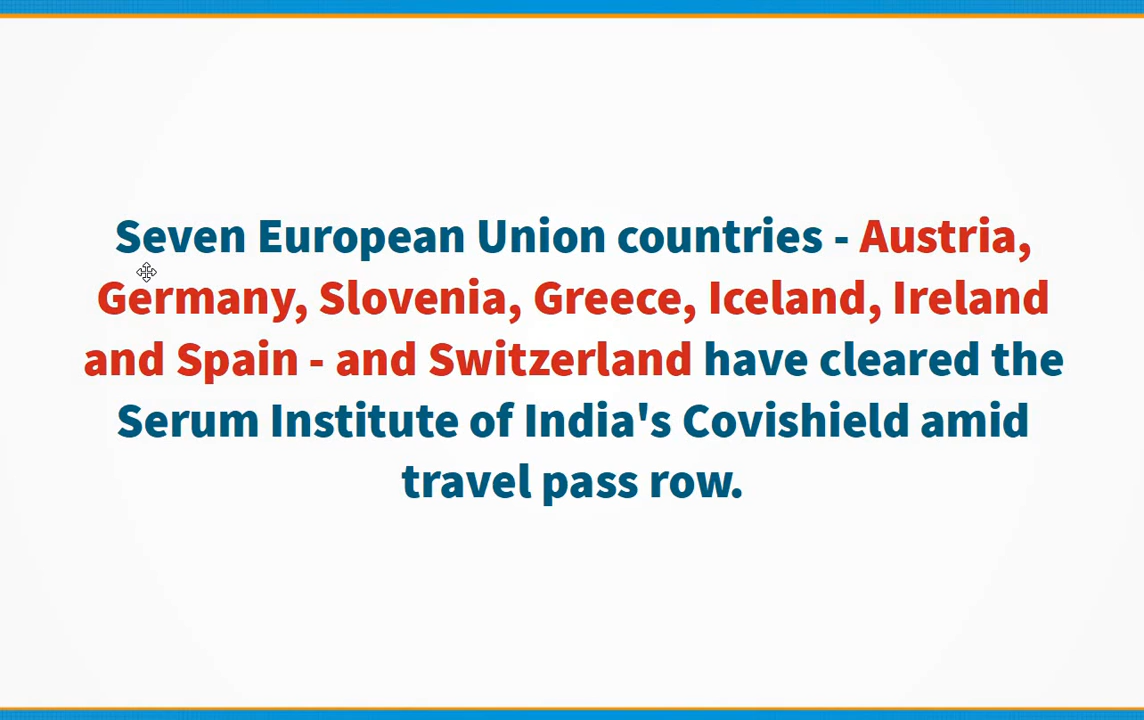 Seven European Union countries - Austria,
Germany, Slovenia, Greece, Iceland, Ireland
and Spain - and Switzerland have cleared the
Serum Institute of India's Covishield amid
travel pass row.